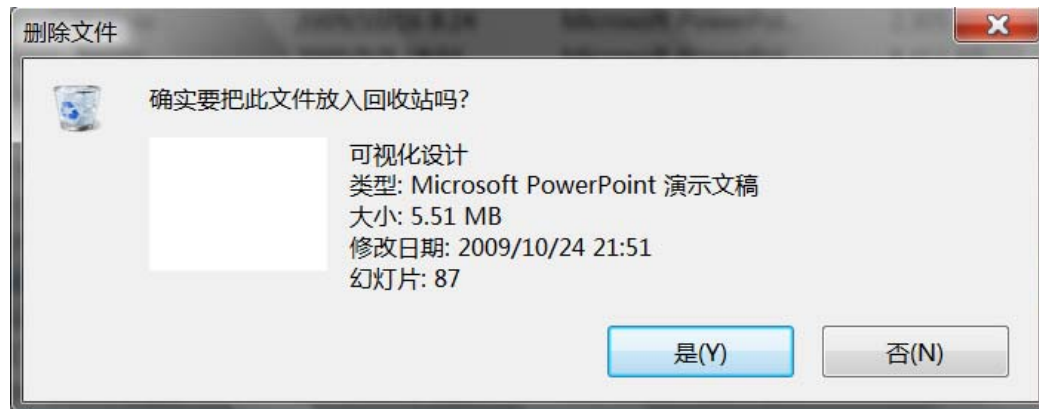 删除文件
确实要把此文件放入回收站吗?
可视化设计
类型: Microsoft PowerPoint 演示文稿
大小: 5.51 MB
修改日期: 2009/10/24 21:51
幻灯片: 87
是(Y)
否(N)